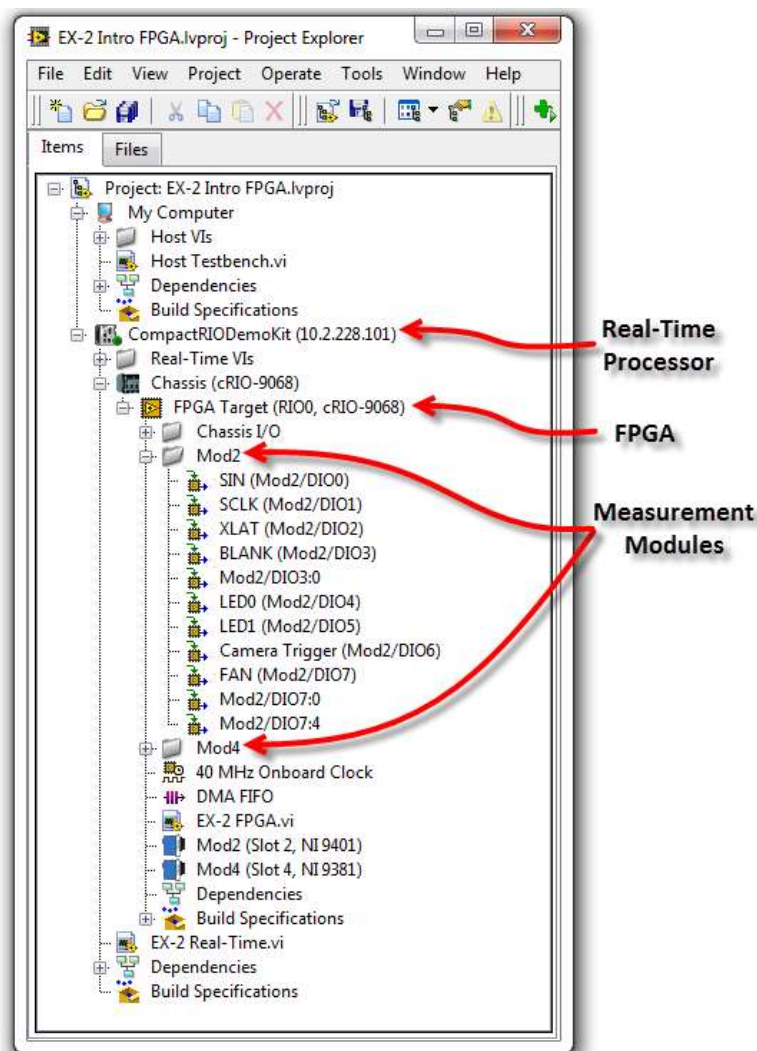 EX-2 Intro FPGA.lvproj - Project Explorer
File Edit View Project Operate Tools Window Help
Items Files
Project: EX-2 Intro FPGA.lvproj
My Computer
Host VIs
Host Testbench.vi
Dependencies
Build Specifications
CompactRIODemoKit (10.2.228.101)
Real-Time VIs
Chassis (cRIO-9068)
FPGA Target (RIO0, cRIO-9068)
Chassis I/O
Mod2
SIN (Mod2/DIO0)
SCLK (Mod2/DIO1)
XLAT (Mod2/DIO2)
BLANK (Mod2/DIO3)
Mod2/DIO3:0
LED0 (Mod2/DIO4)
LED1 (Mod2/DIO5)
Camera Trigger (Mod2/DIO6)
FAN (Mod2/DIO7)
Mod2/DIO7:0
Mod2/DIO7:4
Mod4
40 MHz Onboard Clock
DMA FIFO
EX-2 FPGA.vi
Mod2 (Slot 2, NI 9401)
Mod4 (Slot 4, NI 9381)
Dependencies
Build Specifications
EX-2 Real-Time.vi
Dependencies
Build Specifications
Real-Time
Processor
FPGA
Measurement
Modules